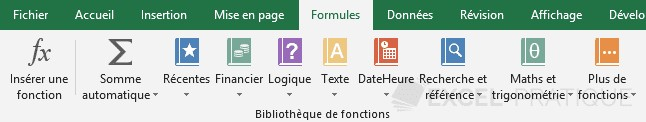 Fichier Accueil Insertion Mise en page Formules Données Révision Affichage Dévelo
fx Σ ? A θ
Insérer une Somme Récentes Financier Logique Texte DateHeure Recherche et Maths et Plus de
fonction automatique référence trigonométrie fonctions
EXCEL-PRATIQUE
Bibliothèque de fonctions